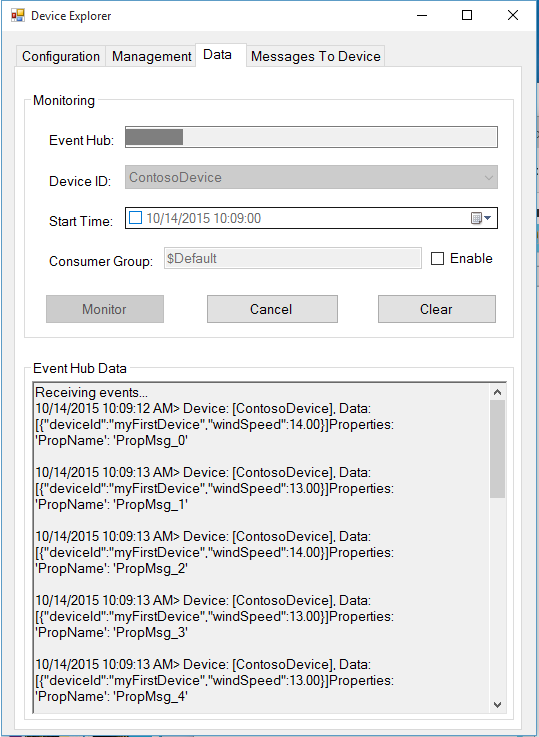 Device Explorer
Configuration Management Data Messages To Device
Monitoring
Event Hub:
Device ID: ContosoDevice
Start Time: 10/14/2015 10:09:00
Consumer Group: $Default Enable
Monitor Cancel Clear
Event Hub Data
Receiving events...
10/14/2015 10:09:12 AM> Device: [ContosoDevice], Data:
[{"deviceId":"myFirstDevice","windSpeed":14.00}]Properties:
'PropName': 'PropMsg_0'
10/14/2015 10:09:13 AM> Device: [ContosoDevice], Data:
[{"deviceId":"myFirstDevice","windSpeed":13.00}]Properties:
'PropName': 'PropMsg_1'
10/14/2015 10:09:13 AM> Device: [ContosoDevice], Data:
[{"deviceId":"myFirstDevice","windSpeed":14.00}]Properties:
'PropName': 'PropMsg_2'
10/14/2015 10:09:13 AM> Device: [ContosoDevice], Data:
[{"deviceId":"myFirstDevice","windSpeed":13.00}]Properties:
'PropName': 'PropMsg_3'
10/14/2015 10:09:13 AM> Device: [ContosoDevice], Data:
[{"deviceId":"myFirstDevice","windSpeed":13.00}]Properties:
'PropName': 'PropMsg_4'